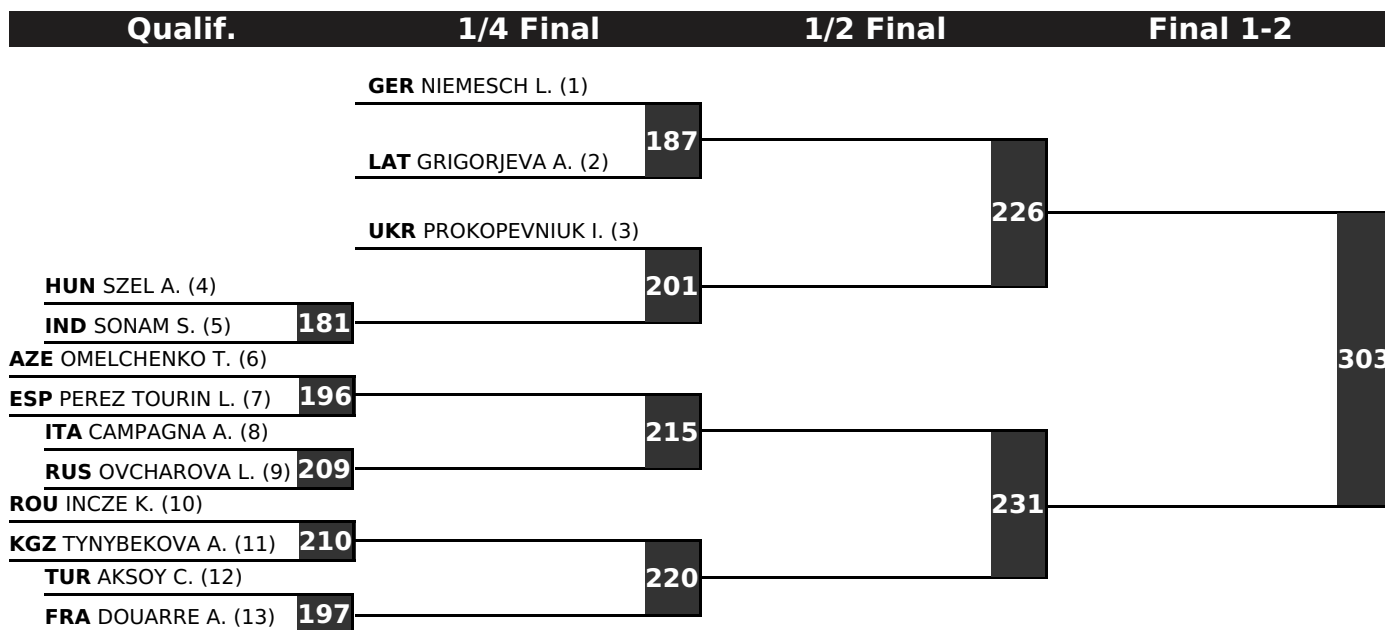 Qualif. 1/4 Final 1/2 Final Final 1-2
GER NIEMESCH L. (1)
187
LAT GRIGORJEVA A. (2)
226
UKR PROKOPEVNIUK I. (3)
HUN SZEL A. (4)
201
IND SONAM S. (5) 181
AZE OMELCHENKO T. (6)
303
ESP PEREZ TOURIN L. (7) 196
ITA CAMPAGNA A. (8)
215
RUS OVCHAROVA L. (9) 209
ROU INCZE K. (10)
231
KGZ TYNYBEKOVA A. (11) 210
TUR AKSOY C. (12)
220
FRA DOUARRE A. (13) 197